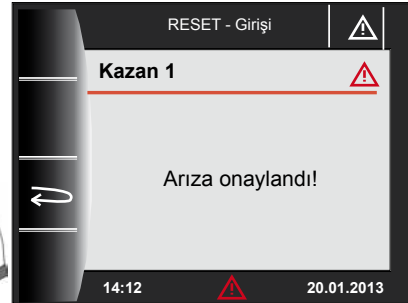 RESET - Girişi
Kazan 1
Arıza onaylandı!
14:12 20.01.2013